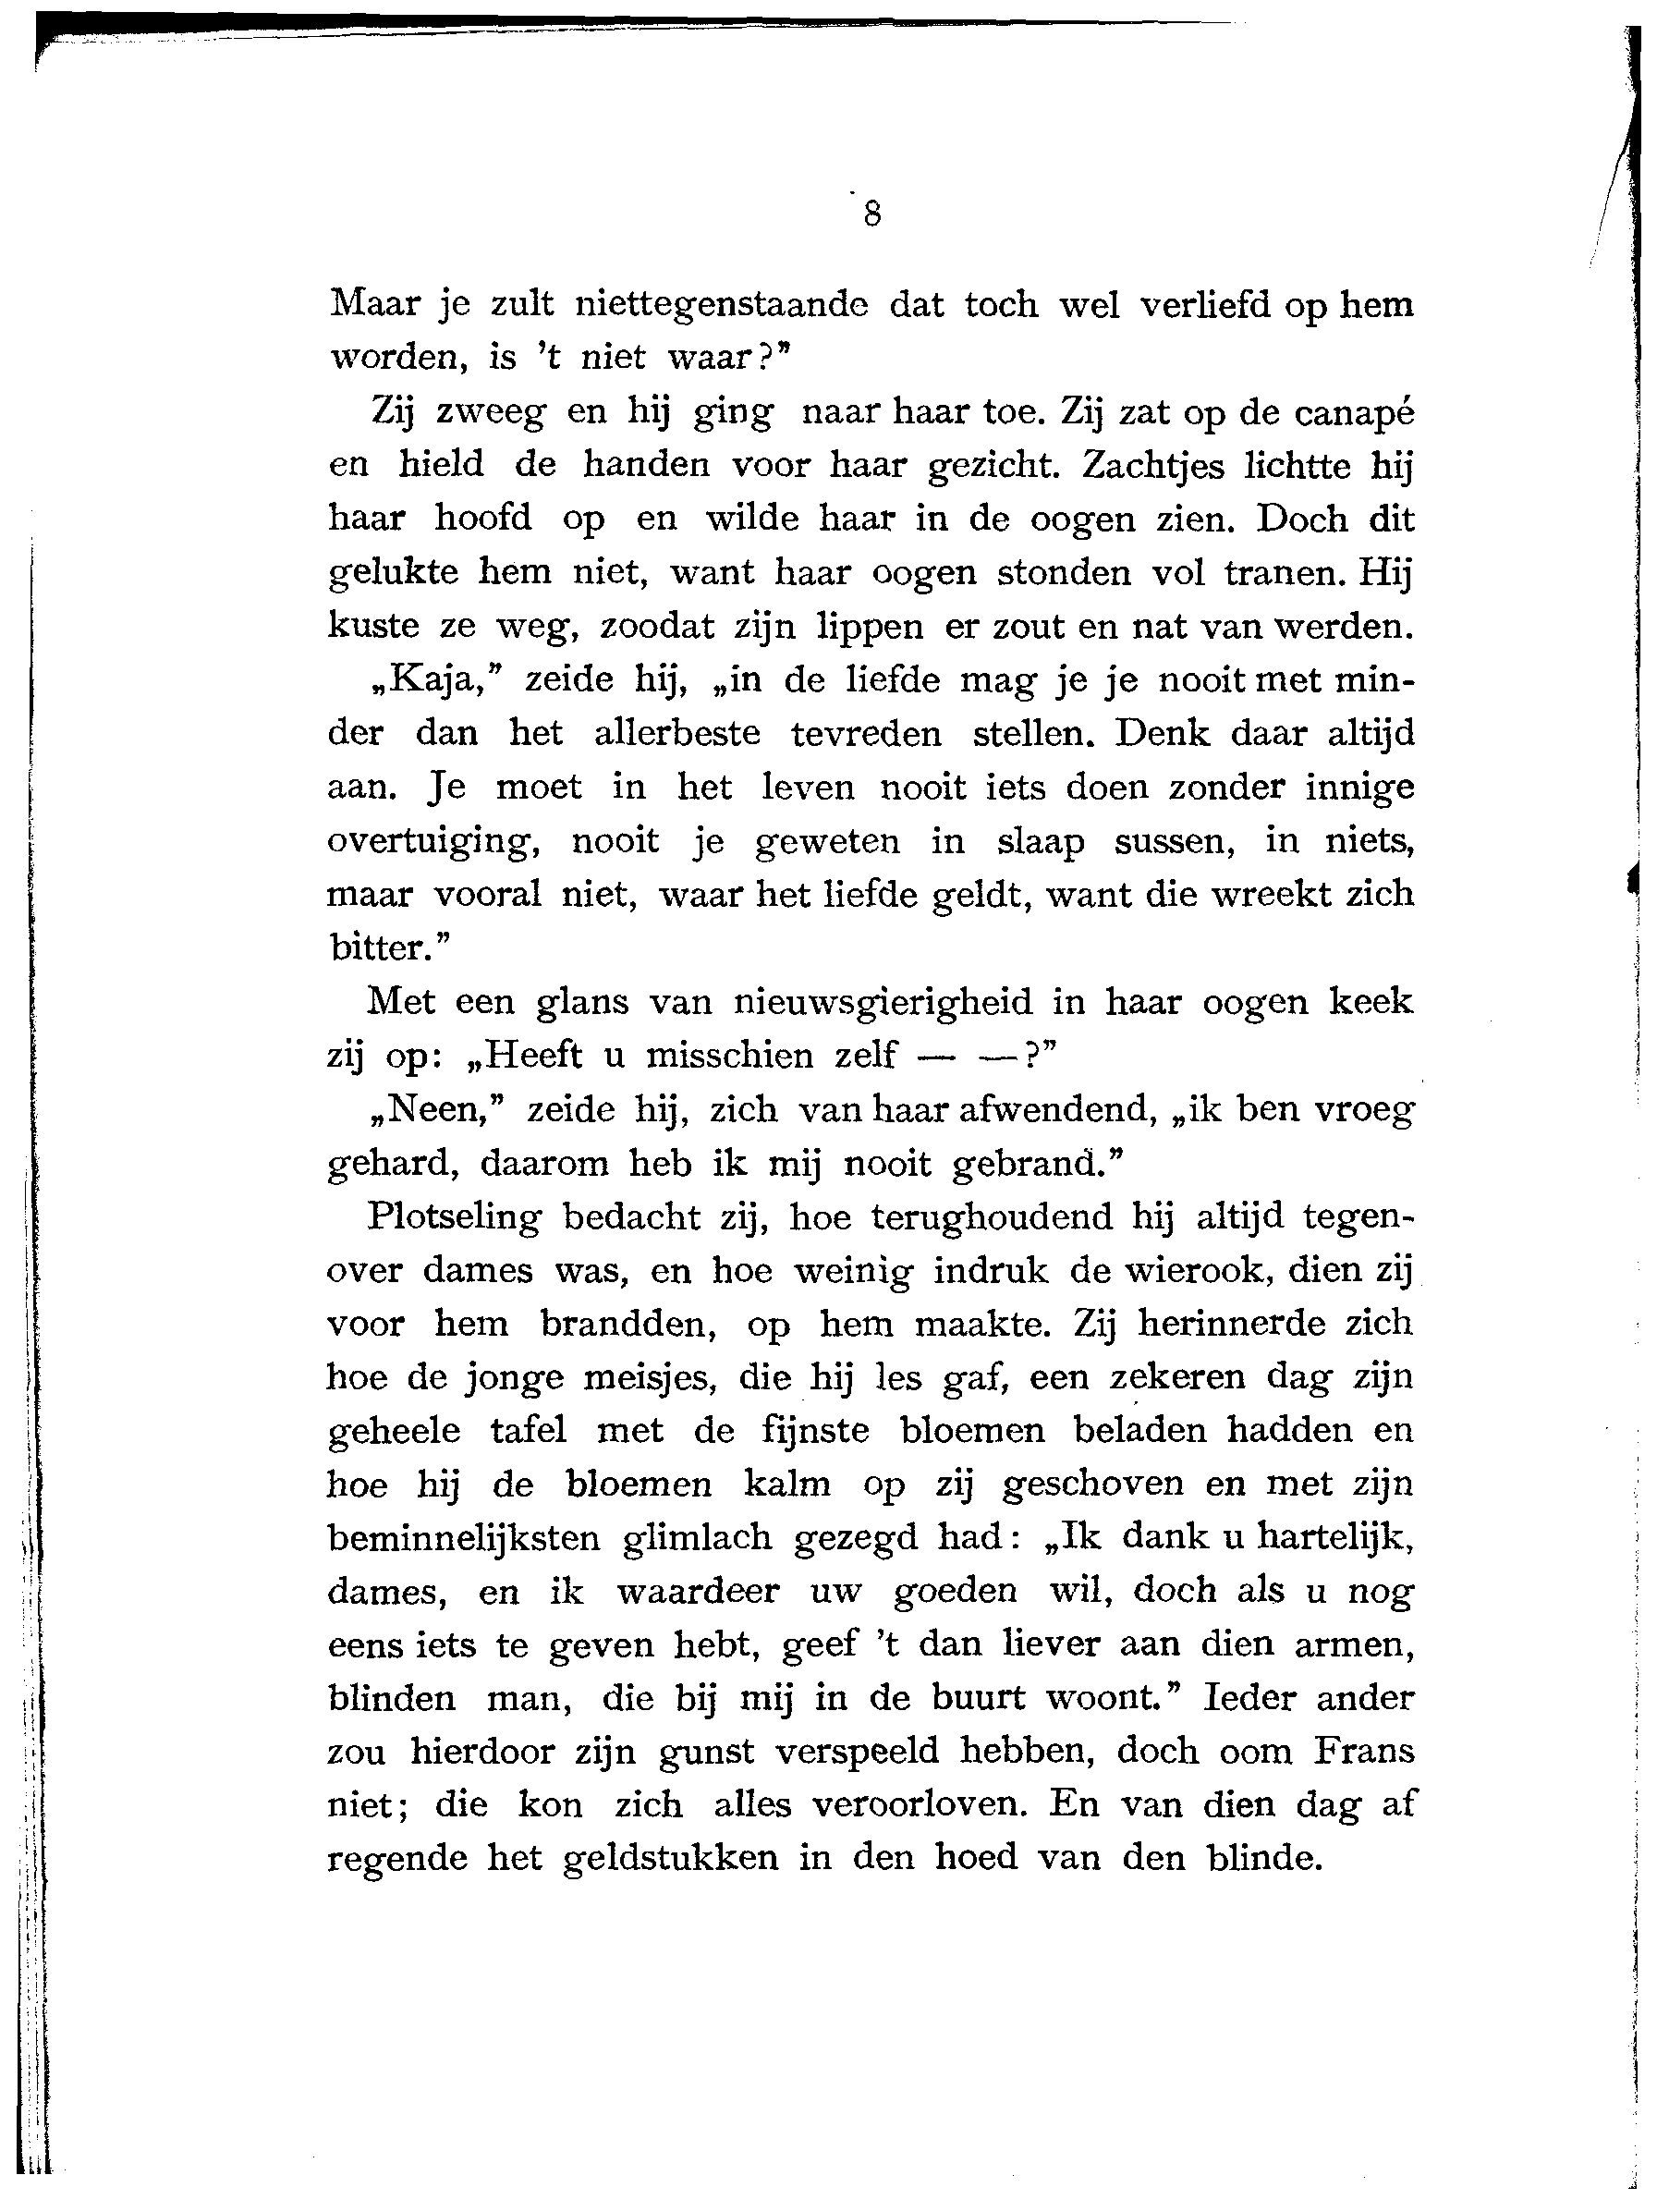 8
Maar je zult niettegenstaande dat toch wel verliefd op hem
worden, is 't niet waar?”
Zij zweeg en hij ging naar haar toe. Zij zat op de canapé
en hield de handen voor haar gezicht. Zachtjes lichtte hij
haar hoofd op en wilde haar in de oogen zien. Doch dit
gelukte hem niet, want haar oogen stonden vol tranen. Hij
kuste ze weg, zoodat zijn lippen er zout en nat van werden.
„Kaja,” zeide hij, „in de liefde mag je je nooit met min-
der dan het allerbeste tevreden stellen. Denk daar altijd
aan. Je moet in het leven nooit iets doen zonder innige
overtuiging, nooit je geweten in slaap sussen, in niets,
maar vooral niet, waar het liefde geldt, want die wreekt zich
bitter.”
Met een glans van nieuwsgierigheid in haar oogen keek
zij op: „Heeft u misschien zelf — —?”
„Neen,” zeide hij, zich van haar afwendend, „ik ben vroeg
gehard, daarom heb ik mij nooit gebrand.”
Plotseling bedacht zij, hoe terughoudend hij altijd tegen-
over dames was, en hoe weinig indruk de wierook, dien zij
voor hem brandden, op hem maakte. Zij herinnerde zich
hoe de jonge meisjes, die hij les gaf, een zekeren dag zijn
geheele tafel met de fijnste bloemen beladen hadden en
hoe hij de bloemen kalm op zij geschoven en met zijn
beminnelijksten glimlach gezegd had: „Ik dank u hartelijk,
dames, en ik waardeer uw goeden wil, doch als u nog
eens iets te geven hebt, geef 't dan liever aan dien armen,
blinden man, die bij mij in de buurt woont.” Ieder ander
zou hierdoor zijn gunst verspeeld hebben, doch oom Frans
niet; die kon zich alles veroorloven. En van dien dag af
regende het geldstukken in den hoed van den blinde.